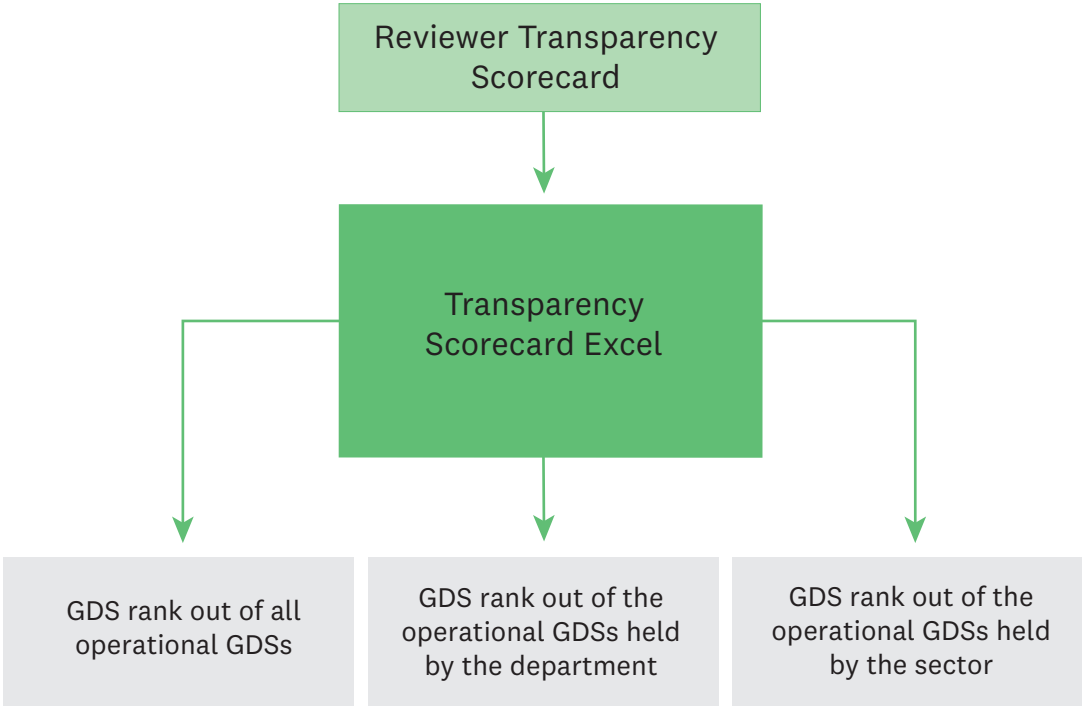 Reviewer Transparency
Scorecard
Transparency
Scorecard Excel
GDS rank out of all
operational GDSs
GDS rank out of the
operational GDSs held
by the department
GDS rank out of the
operational GDSs held
by the sector